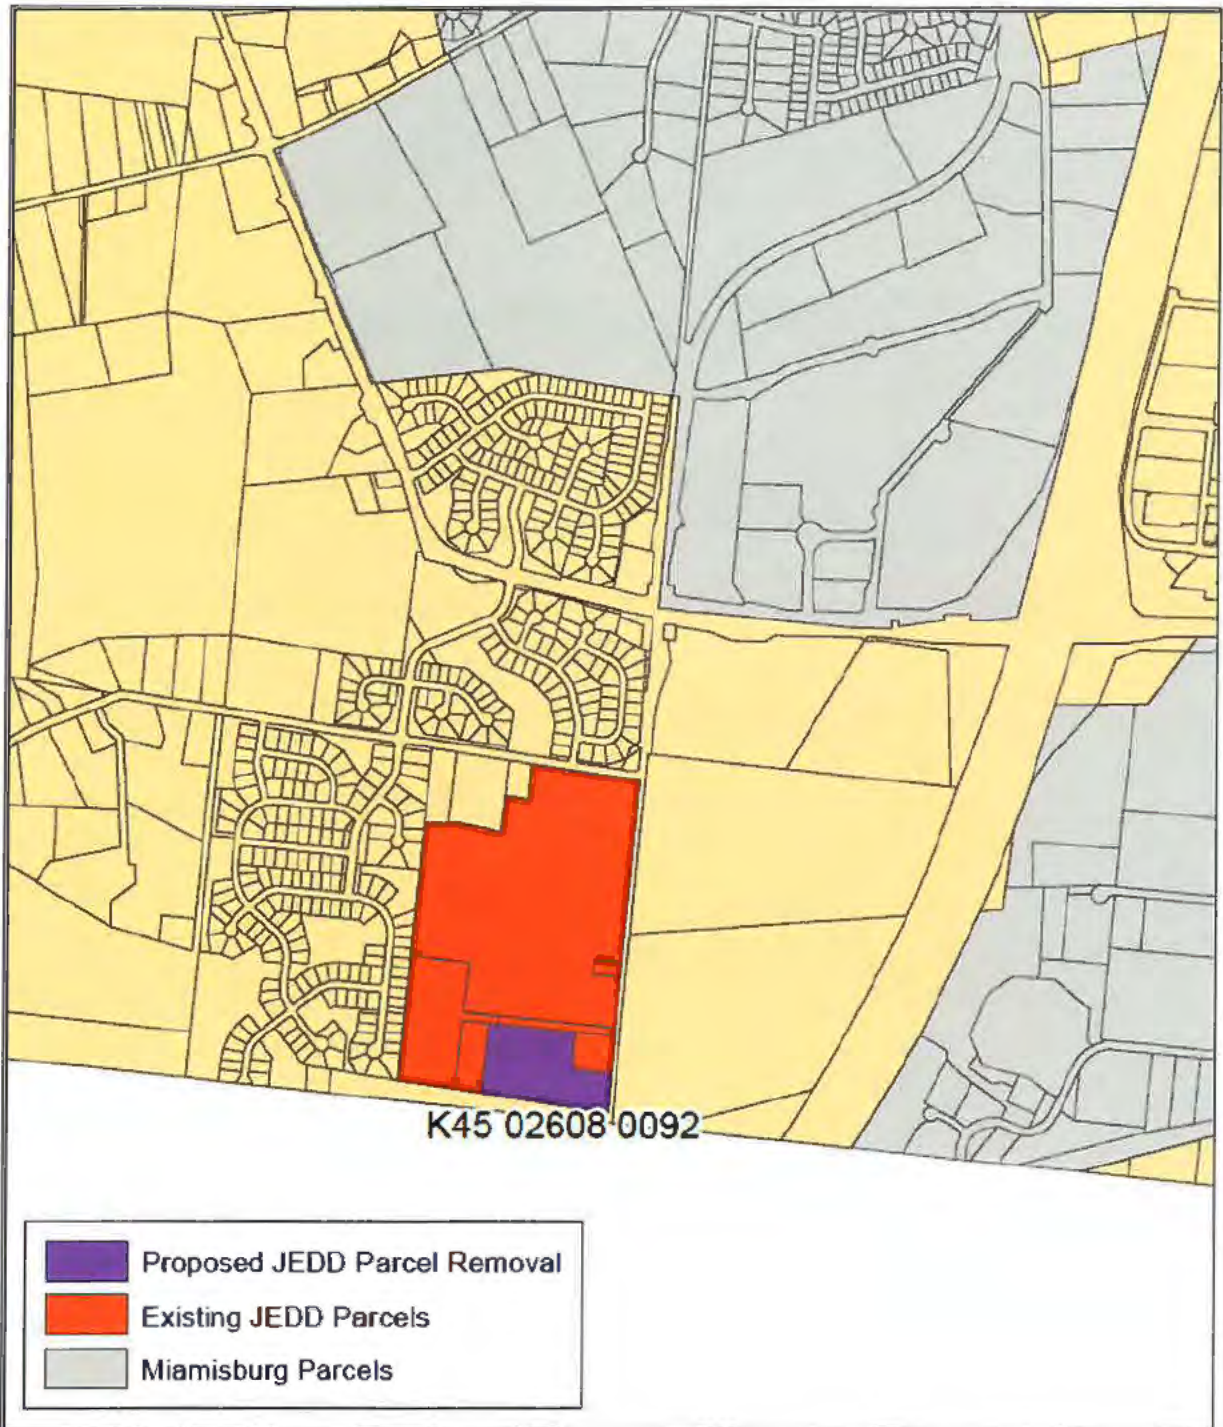 K45 02608 0092
Proposed JEDD Parcel Removal
Existing JEDD Parcels
Miamisburg Parcels